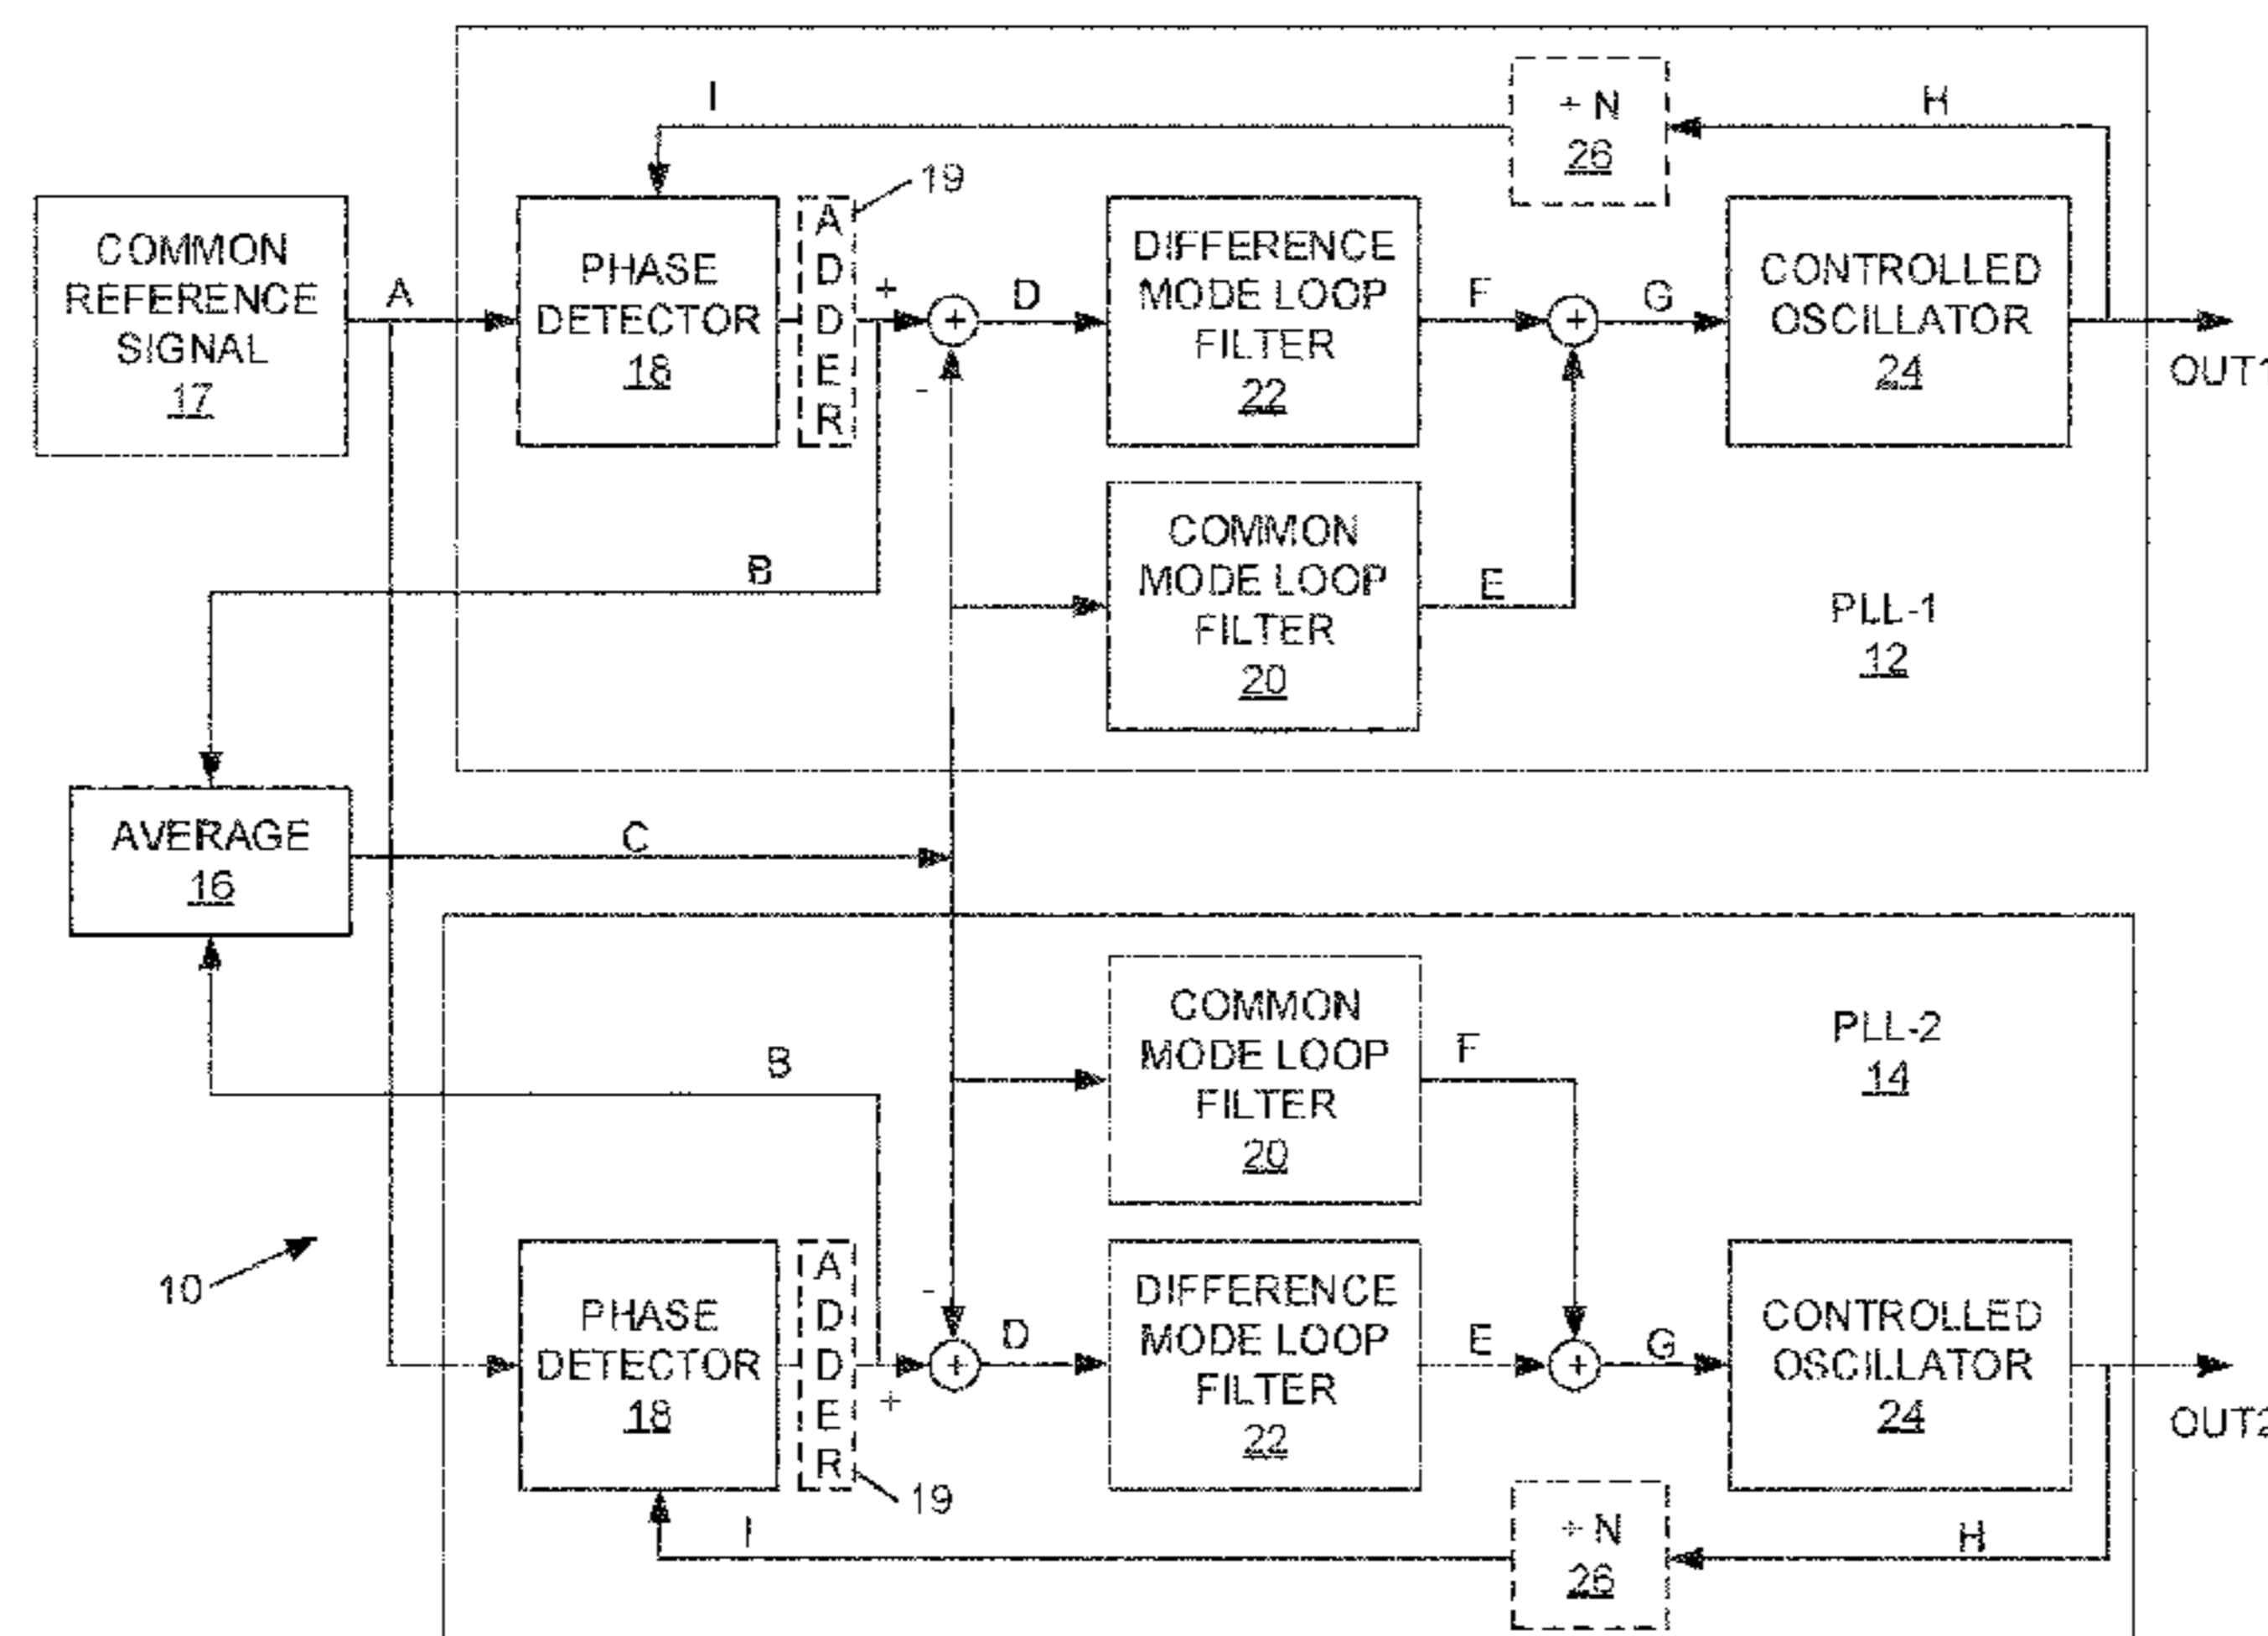 I
÷ N
26
H
19
COMMON
REFERENCE
SIGNAL
17
A
PHASE
DETECTOR
18
A
D
D
E
R
+
+
-
D
DIFFERENCE
MODE LOOP
FILTER
22
F
+
G
CONTROLLED
OSCILLATOR
24
OUT1
B
COMMON
MODE LOOP
FILTER
20
E
PLL-1
12
AVERAGE
16
C
COMMON
MODE LOOP
FILTER
20
F
PLL-2
14
B
10
PHASE
DETECTOR
18
A
D
D
E
R
19
-
+
+
D
DIFFERENCE
MODE LOOP
FILTER
22
E
+
G
CONTROLLED
OSCILLATOR
24
OUT2
I
÷ N
26
H